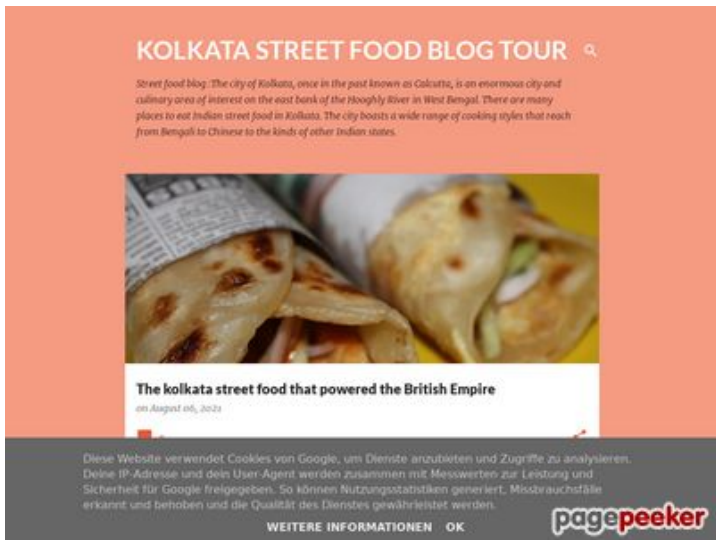 KOLKATA STREET FOOD BLOG TOUR
Street food blog :The city of Kolkata, once in the past known as Calcutta, is an enormous city and
culinary area of interest on the east bank of the Hooghly River in West Bengal. There are many
places to eat Indian street food in Kolkata. The city boasts a wide range of cooking styles that reach
from Bengali to Chinese to the kinds of other Indian states.
The kolkata street food that powered the British Empire
on August 06, 2021
Diese Website verwendet Cookies von Google, um Dienste anzubieten und Zugriffe zu analysieren.
Deine IP-Adresse und dein User-Agent werden zusammen mit Messwerten zur Leistung und
Sicherheit für Google freigegeben. So können Nutzungsstatistiken generiert, Missbrauchsfälle
erkannt und behoben und die Qualität des Dienstes gewährleistet werden.
WEITERE INFORMATIONEN OK
pagepeeker